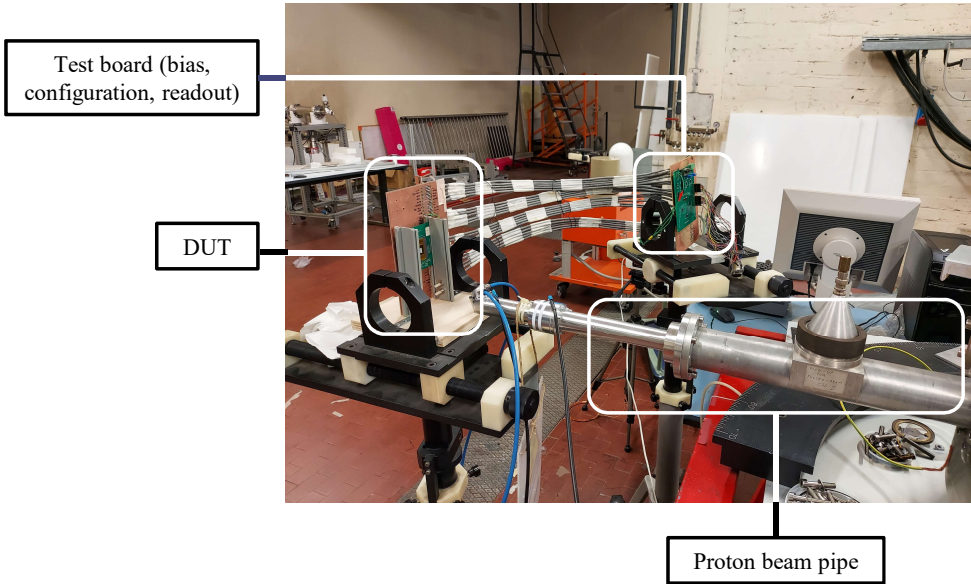 Test board (bias,
configuration, readout)
DUT
Proton beam pipe